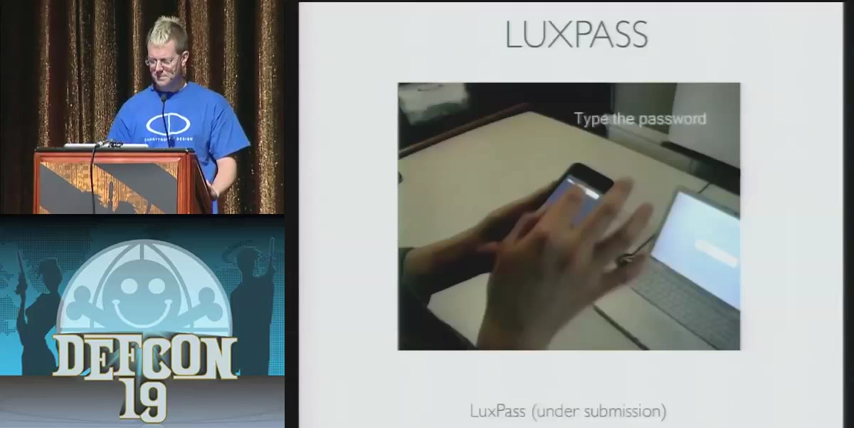 LUXPASS
Type the password
LuxPass (under submission)
DEFCON
19